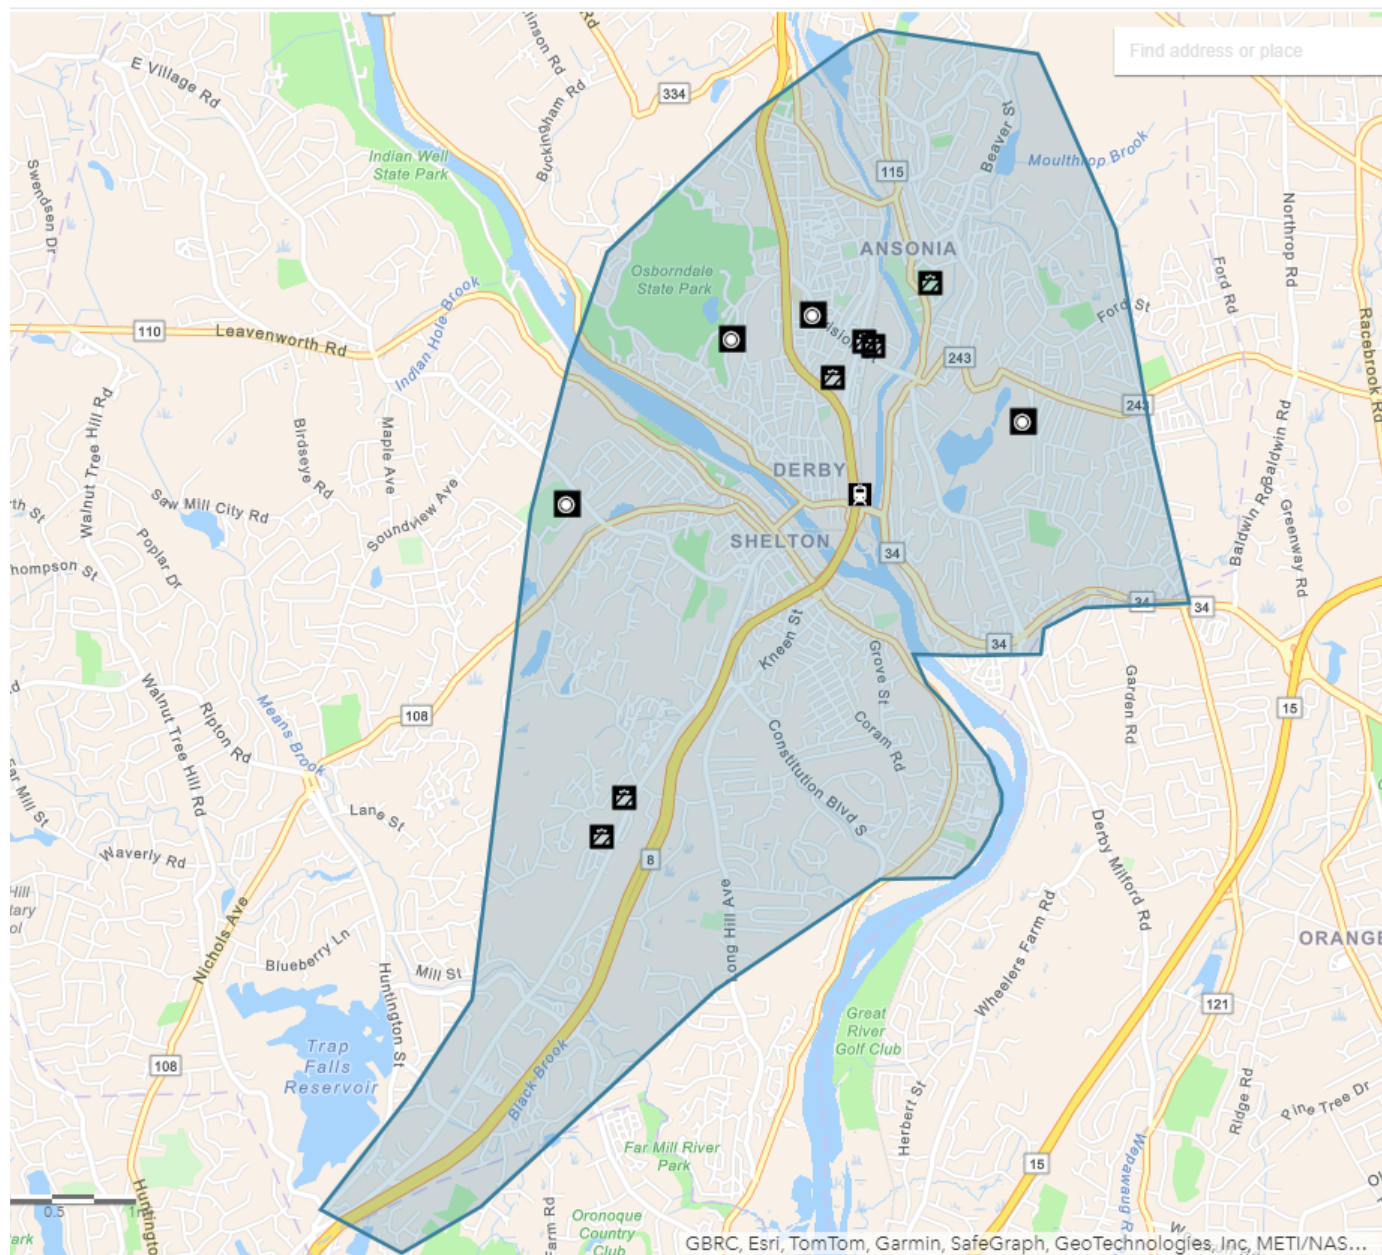 Find address or place
E Village Rd
334
Buckingham Rd
Beaver St
Moulthrop Brook
Indian Well
State Park
115
Swendsen Dr
Northrop Rd
ANSONIA
Osborndale
State Park
Ford Rd
Ford St
Indian Hole Brook
110
Leavenworth Rd
Racebrook Rd
243
243
Walnut Tree Hill Rd
Birdseye Rd
Maple Ave
Baldwin Rd
DERBY
Saw Mill City Rd
Soundview Ave
Baldwin Rd
Greenway Rd
Poplar Dr
SHELTON
34
34
34
34
Kneen St
Grove St
Garden Rd
Means Brook
Ripton Rd
Walnut Tree Hill Rd
108
15
Coram Rd
Constitution Blvd S
Lane St
Waverly Rd
8
Derby Milford Rd
Nichols Ave
Blueberry Ln
Mill St
Huntington St
Wheelers Farm Rd
ORANGE
121
Great
River
Golf Club
Trap
Falls
Reservoir
108
Black Brook
Herbert St
Ridge Rd
Pine Tree Dr
Far Mill River
Park
15
0.5
Oronoque
Country
Club
GBRC, Esri, TomTom, Garmin, SafeGraph, GeoTechnologies, Inc, METI/NAS...